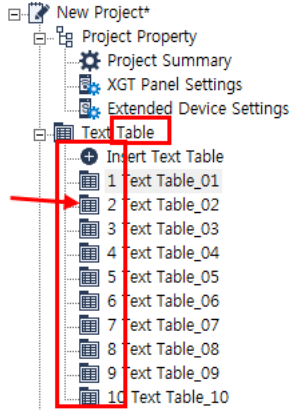 New Project*
Project Property
Project Summary
XGT Panel Settings
Extended Device Settings
Text Table
Insert Text Table
1 Text Table_01
2 Text Table_02
3 Text Table_03
4 Text Table_04
5 Text Table_05
6 Text Table_06
7 Text Table_07
8 Text Table_08
9 Text Table_09
10 Text Table_10